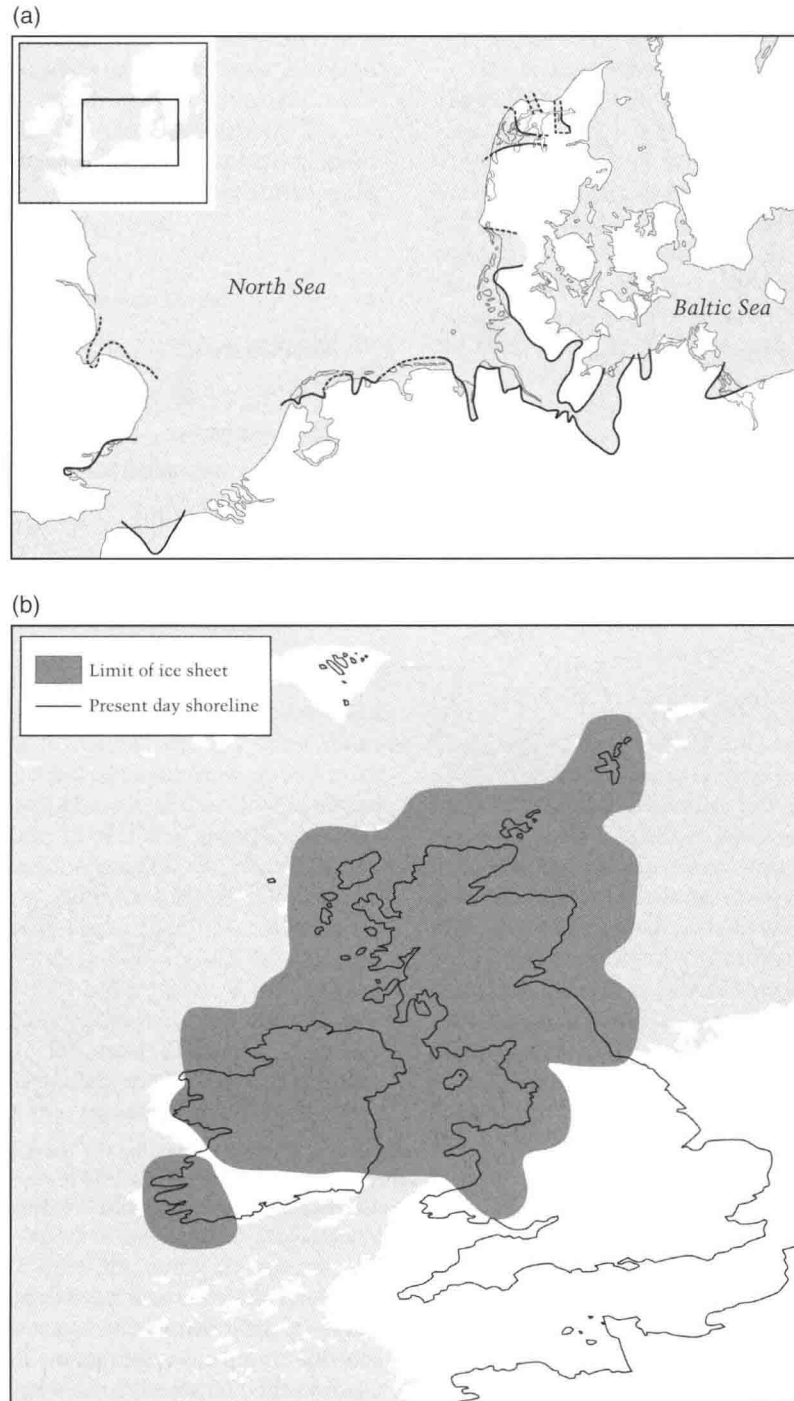 (a)
North Sea
Baltic Sea
(b)
Limit of ice sheet
Present day shoreline